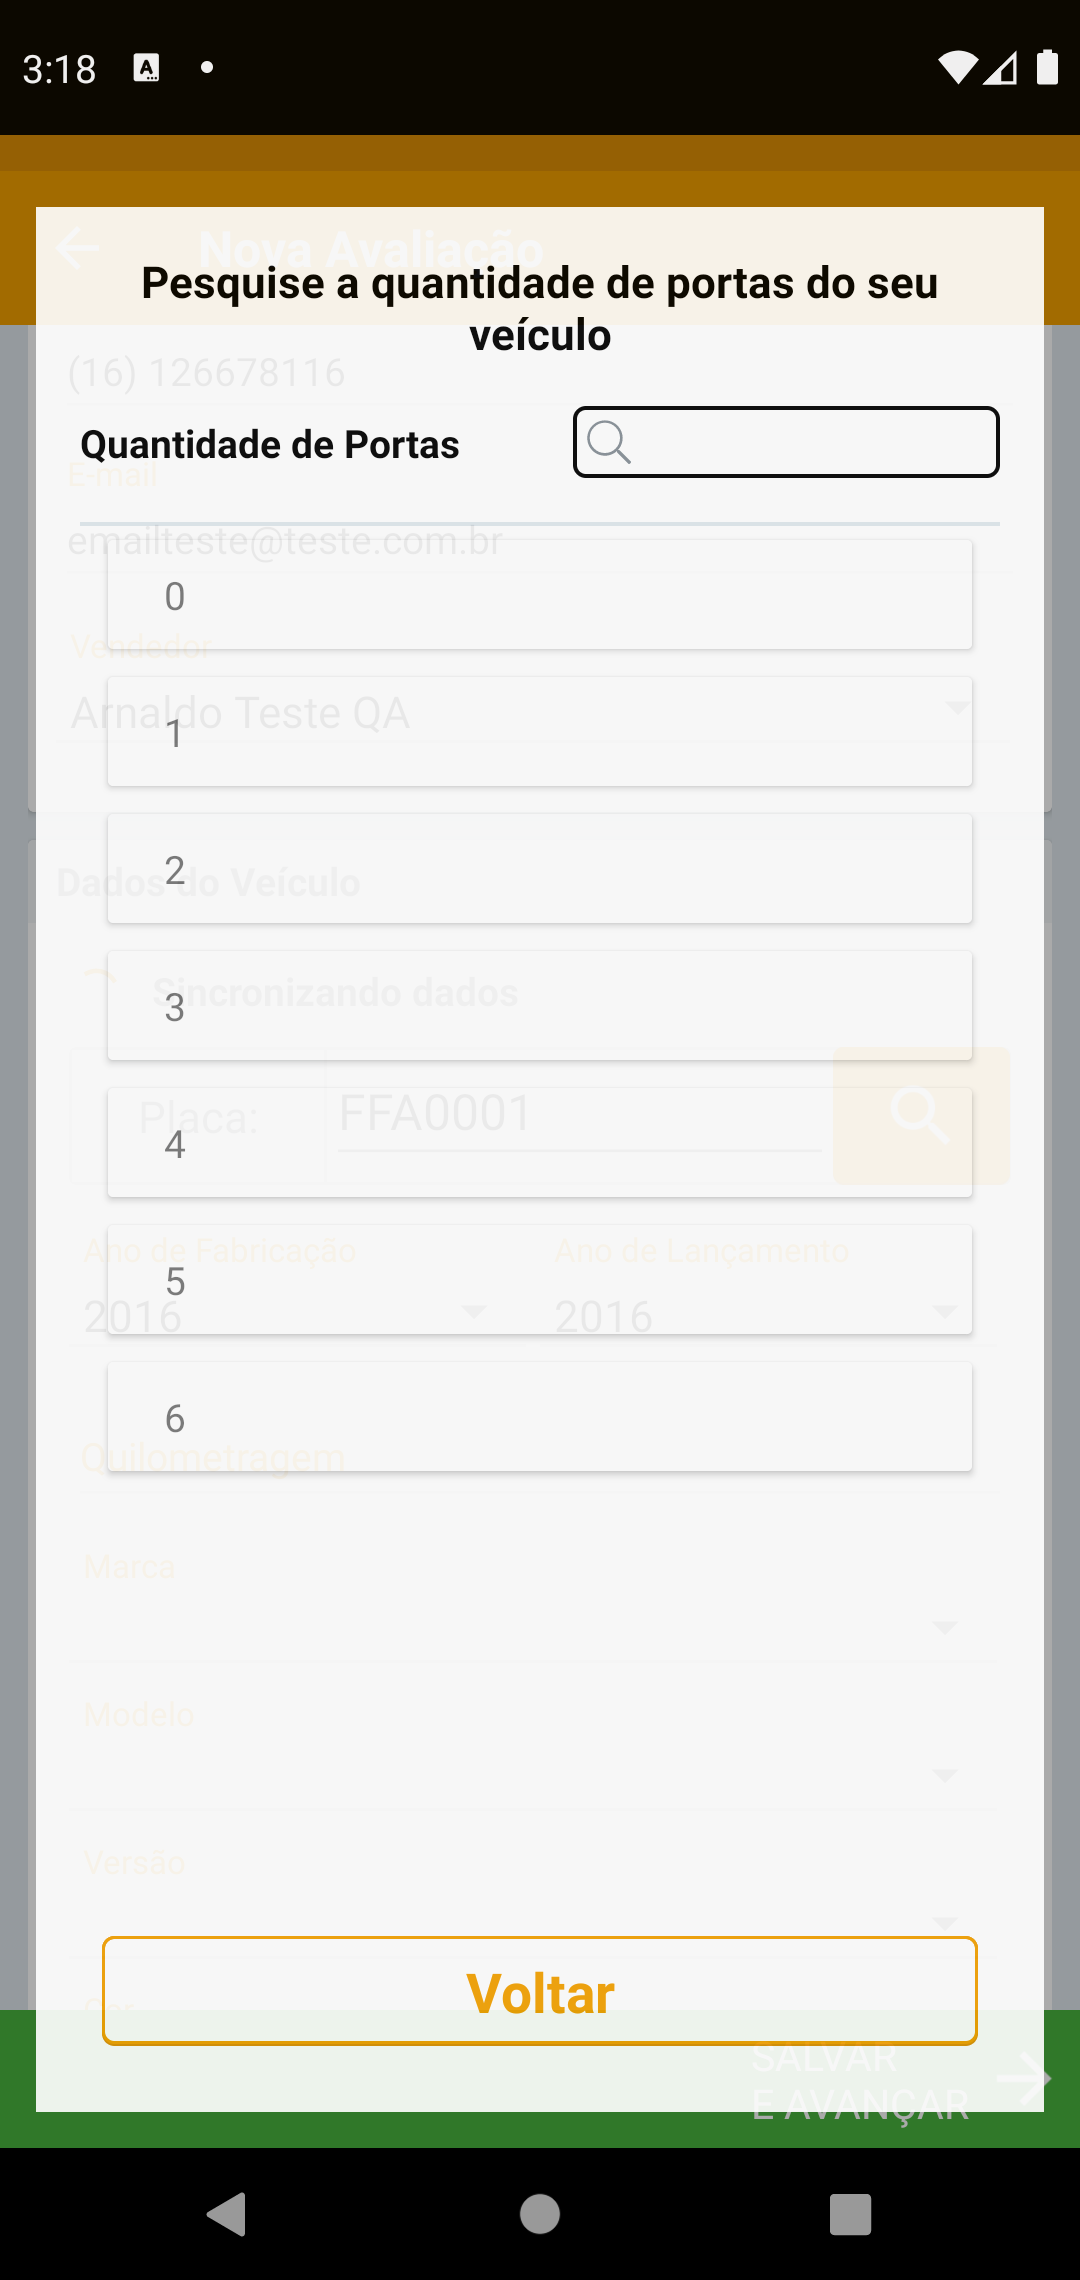 3:18
Nova Avaliação
Pesquise a quantidade de portas do seu
veículo
(16) 126678116
Quantidade de Portas
E-mail
emailteste@teste.com.br
0
Vendedor
Arnaldo Teste QA
1
2
Dados do Veículo
Sincronizando dados
3
Placa:
FFA0001
4
Ano de Fabricação
Ano de Lançamento
5
2016
2016
6
Quilometragem
Marca
Modelo
Versão
Voltar
Cor
SALVAR
E AVANÇAR